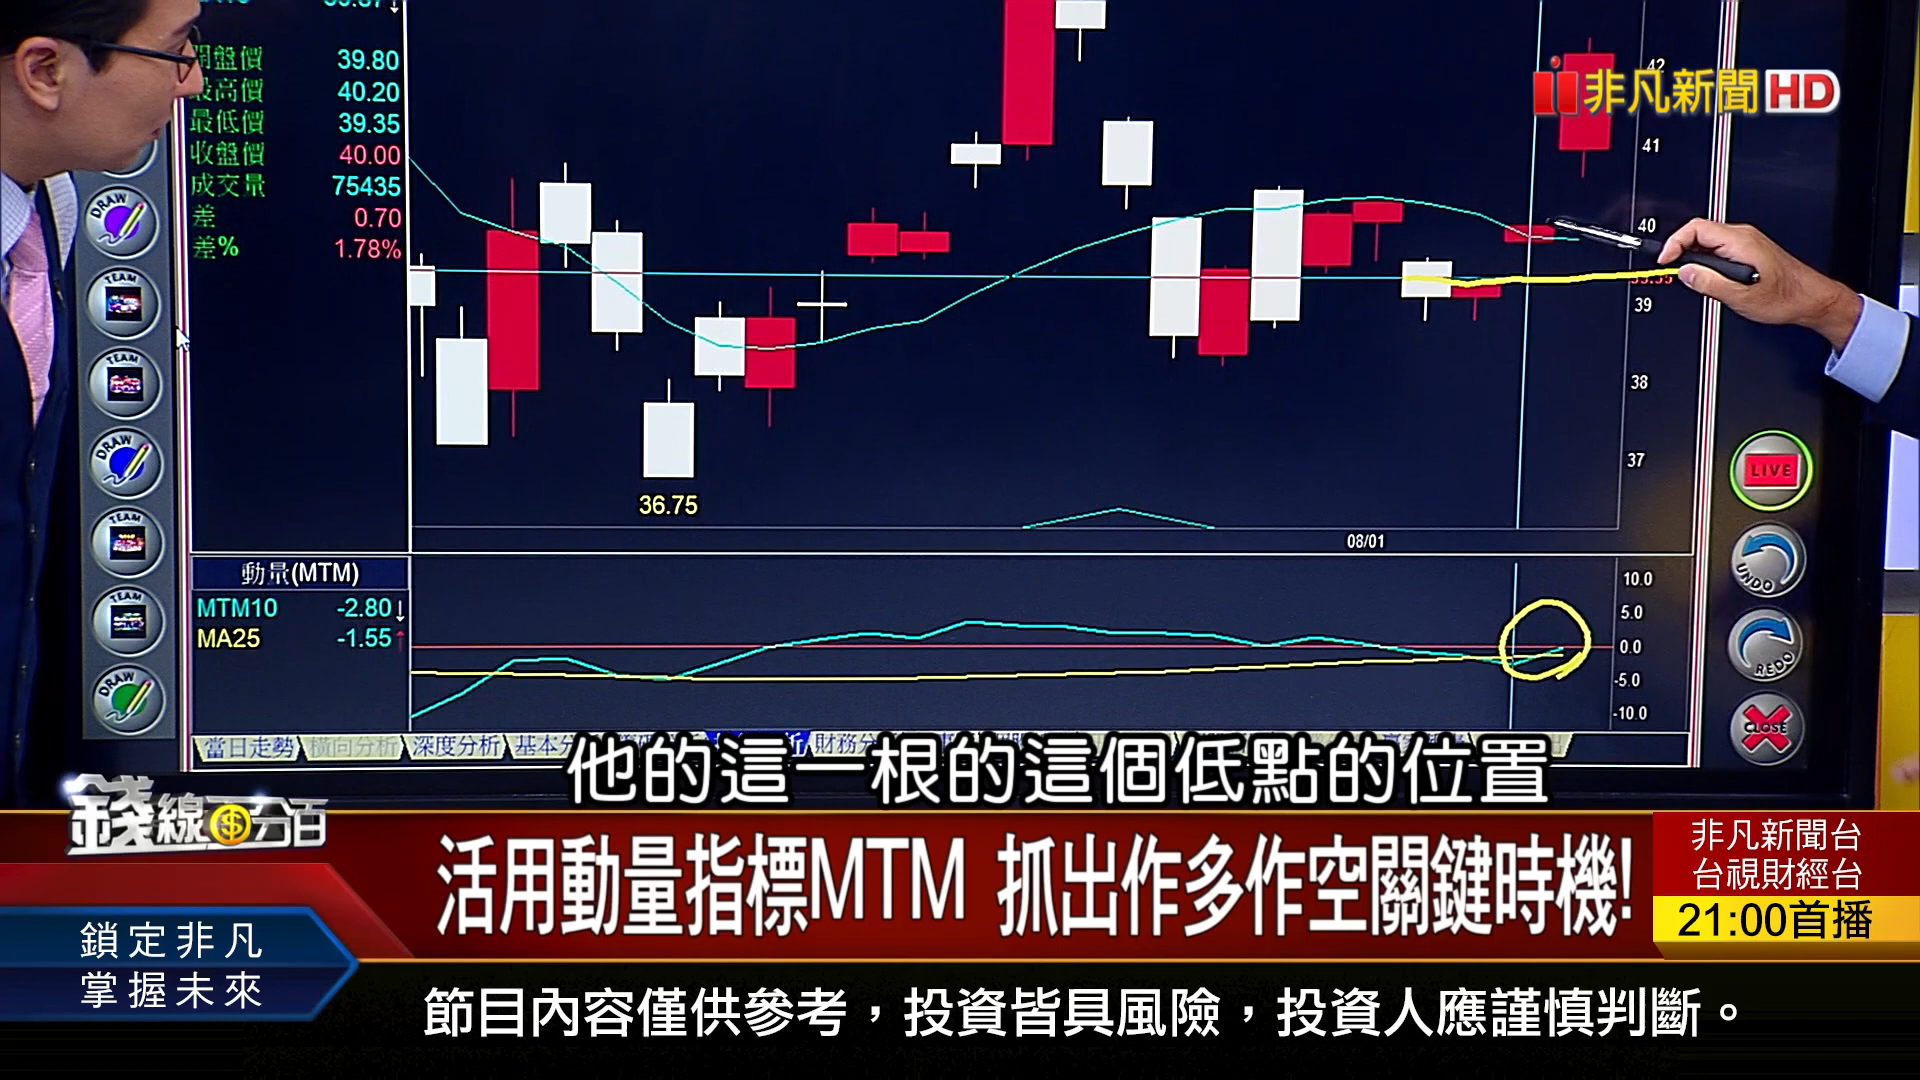 開盤價 39.80
最高價 40.20
最低價 39.35
收盤價 40.00
成交量 75435
差 0.70
差% 1.78%
36.75
08/01
42
41
40
39
38
37
非凡新聞HD
DRAW
TEAM
TEAM
DRAW
TEAM
TEAM
DRAW
LIVE
UNDO
REDO
CLOSE
動量(MTM)
MTM10 -2.80↓
MA25 -1.55↑
10.0
5.0
0.0
-5.0
-10.0
當日走勢 橫向分析 深度分析 基本分 財務分
他的這一根的這個低點的位置
錢線百分百
活用動量指標MTM 抓出作多作空關鍵時機!
非凡新聞台
台視財經台
21:00首播
鎖定非凡
掌握未來
節目內容僅供參考，投資皆具風險，投資人應謹慎判斷。